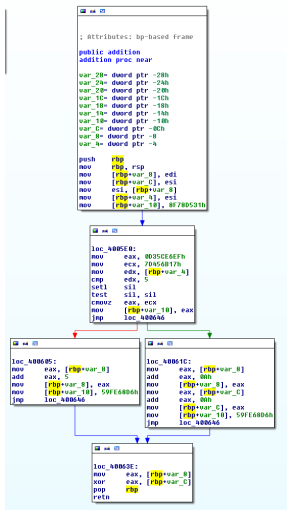 ; Attributes: bp-based frame
public addition
addition proc near
var_28= dword ptr -28h
var_24= dword ptr -24h
var_20= dword ptr -20h
var_1C= dword ptr -1Ch
var_18= dword ptr -18h
var_14= dword ptr -14h
var_10= dword ptr -10h
var_C= dword ptr -0Ch
var_8= dword ptr -8
var_4= dword ptr -4
push rbp
mov rbp, rsp
mov [rbp+var_8], edi
mov [rbp+var_C], esi
mov esi, [rbp+var_8]
mov [rbp+var_4], esi
mov [rbp+var_10], 0F78D531h
loc_4005E0:
mov eax, 0D35CE6EFh
mov ecx, 7D456017h
mov edx, [rbp+var_4]
cmp edx, 5
setl sil
test sil, sil
cmovz eax, ecx
mov [rbp+var_10], eax
jmp loc_400646
loc_400605:
mov eax, [rbp+var_8]
add eax, 5
mov [rbp+var_8], eax
mov [rbp+var_10], 59FE68D6h
jmp loc_400646
loc_40061C:
mov eax, [rbp+var_8]
add eax, 0Ah
mov [rbp+var_8], eax
mov eax, [rbp+var_C]
add eax, 0Ah
mov [rbp+var_C], eax
mov [rbp+var_10], 59FE68D6h
jmp loc_400646
loc_40063E:
mov eax, [rbp+var_8]
xor eax, [rbp+var_C]
pop rbp
retn